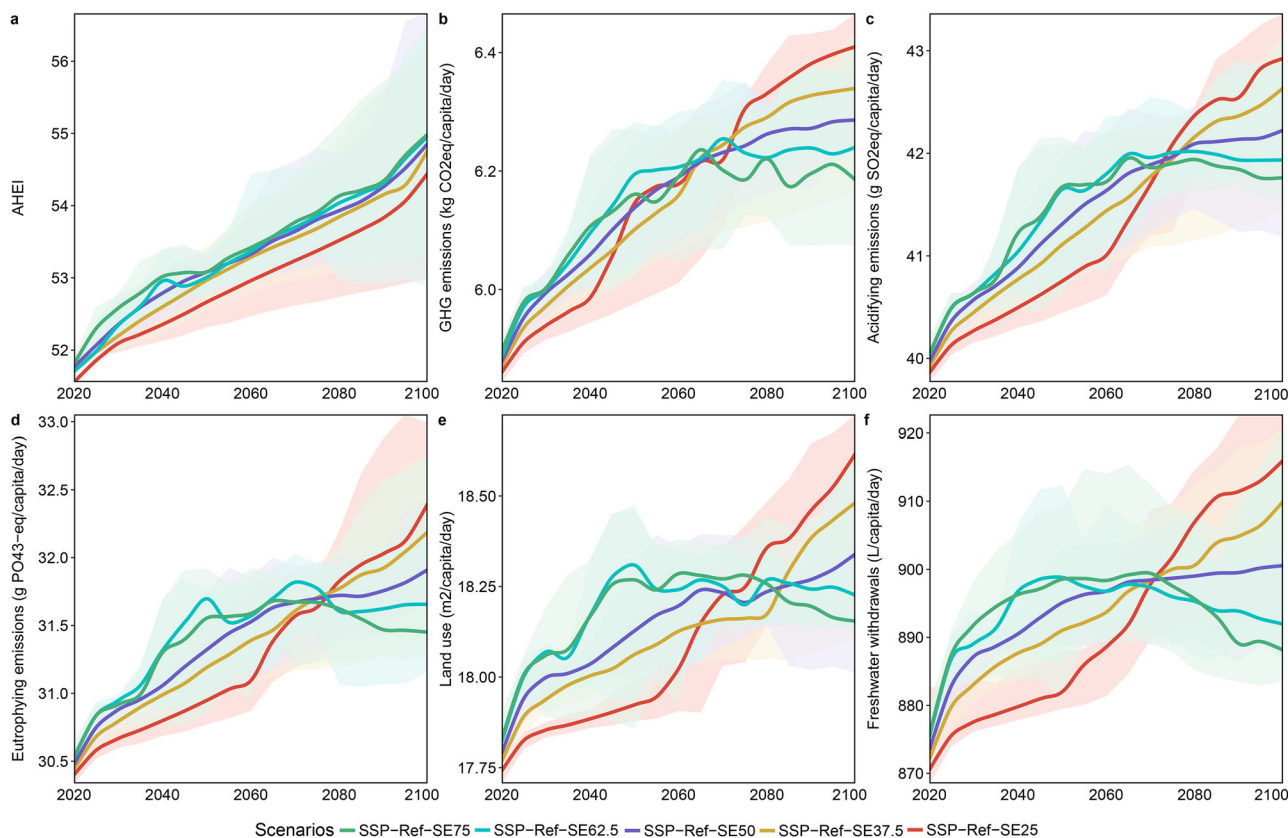 a
AHEI
56
55
54
53
52
2020 2040 2060 2080 2100
b
GHG emissions (kg CO2eq/capita/day)
6.4
6.2
6.0
2020 2040 2060 2080 2100
c
Acidifying emissions (g SO2eq/capita/day)
43
42
41
40
2020 2040 2060 2080 2100
d
Eutrophying emissions (g PO43−eq/capita/day)
33.0
32.5
32.0
31.5
31.0
30.5
2020 2040 2060 2080 2100
e
Land use (m2/capita/day)
18.50
18.25
18.00
17.75
2020 2040 2060 2080 2100
f
Freshwater withdrawals (L/capita/day)
920
910
900
890
880
870
2020 2040 2060 2080 2100
Scenarios SSP−Ref−SE75 SSP−Ref−SE62.5 SSP−Ref−SE50 SSP−Ref−SE37.5 SSP−Ref−SE25